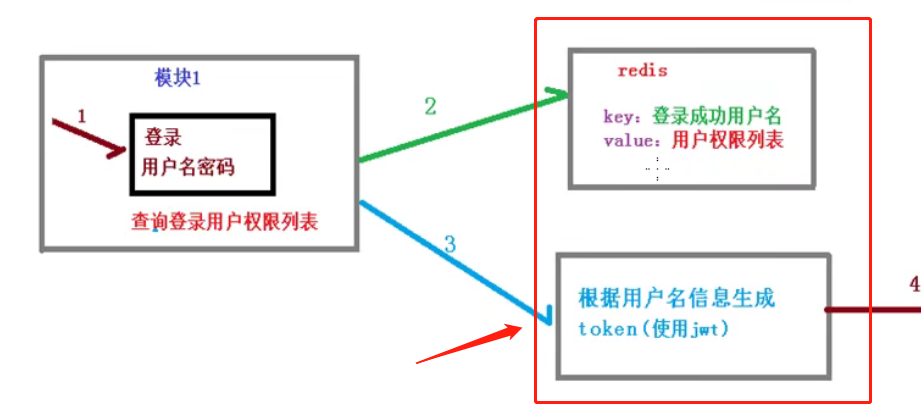 模块1
1
登录
用户名密码
查询登录用户权限列表
2
redis
key：登录成功用户名
value：用户权限列表
3
根据用户名信息生成
token(使用jwt)
4